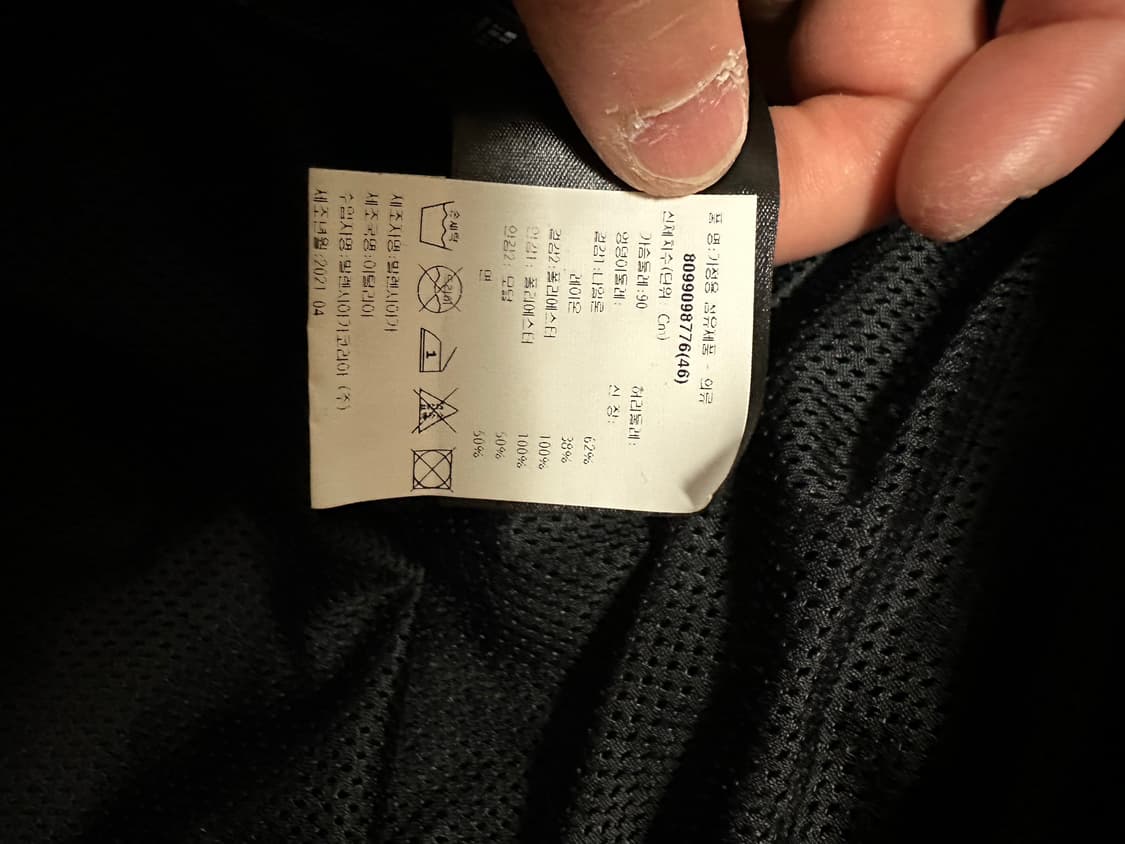 품 명:가정용 섬유제품 - 의류
8099098776(46)
신체치수(단위 : Cm)
가슴둘레:90 허리둘레:
엉덩이둘레: 신 장:
겉감1:나일론 62%
레이온 38%
겉감2:폴리에스터 100%
안감1: 폴리에스터 100%
안감2: 모달 50%
면 50%
손세탁
1
제조자명:발렌시아가
제조국명:이탈리아
수입자명:발렌시아가코리아 (주)
제조년월:2021 04